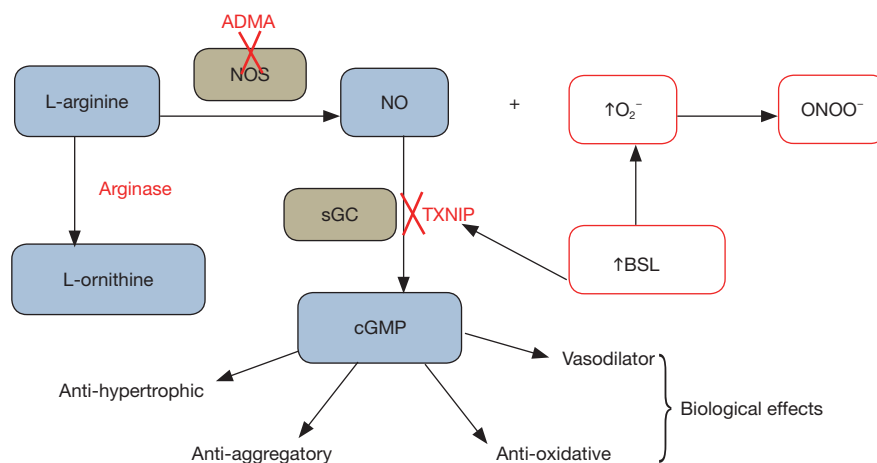 ADMA
NOS
L-arginine
NO
+
↑O₂⁻
ONOO⁻
Arginase
sGC
TXNIP
L-ornithine
↑BSL
cGMP
Vasodilator
Anti-hypertrophic
Biological effects
Anti-aggregatory
Anti-oxidative